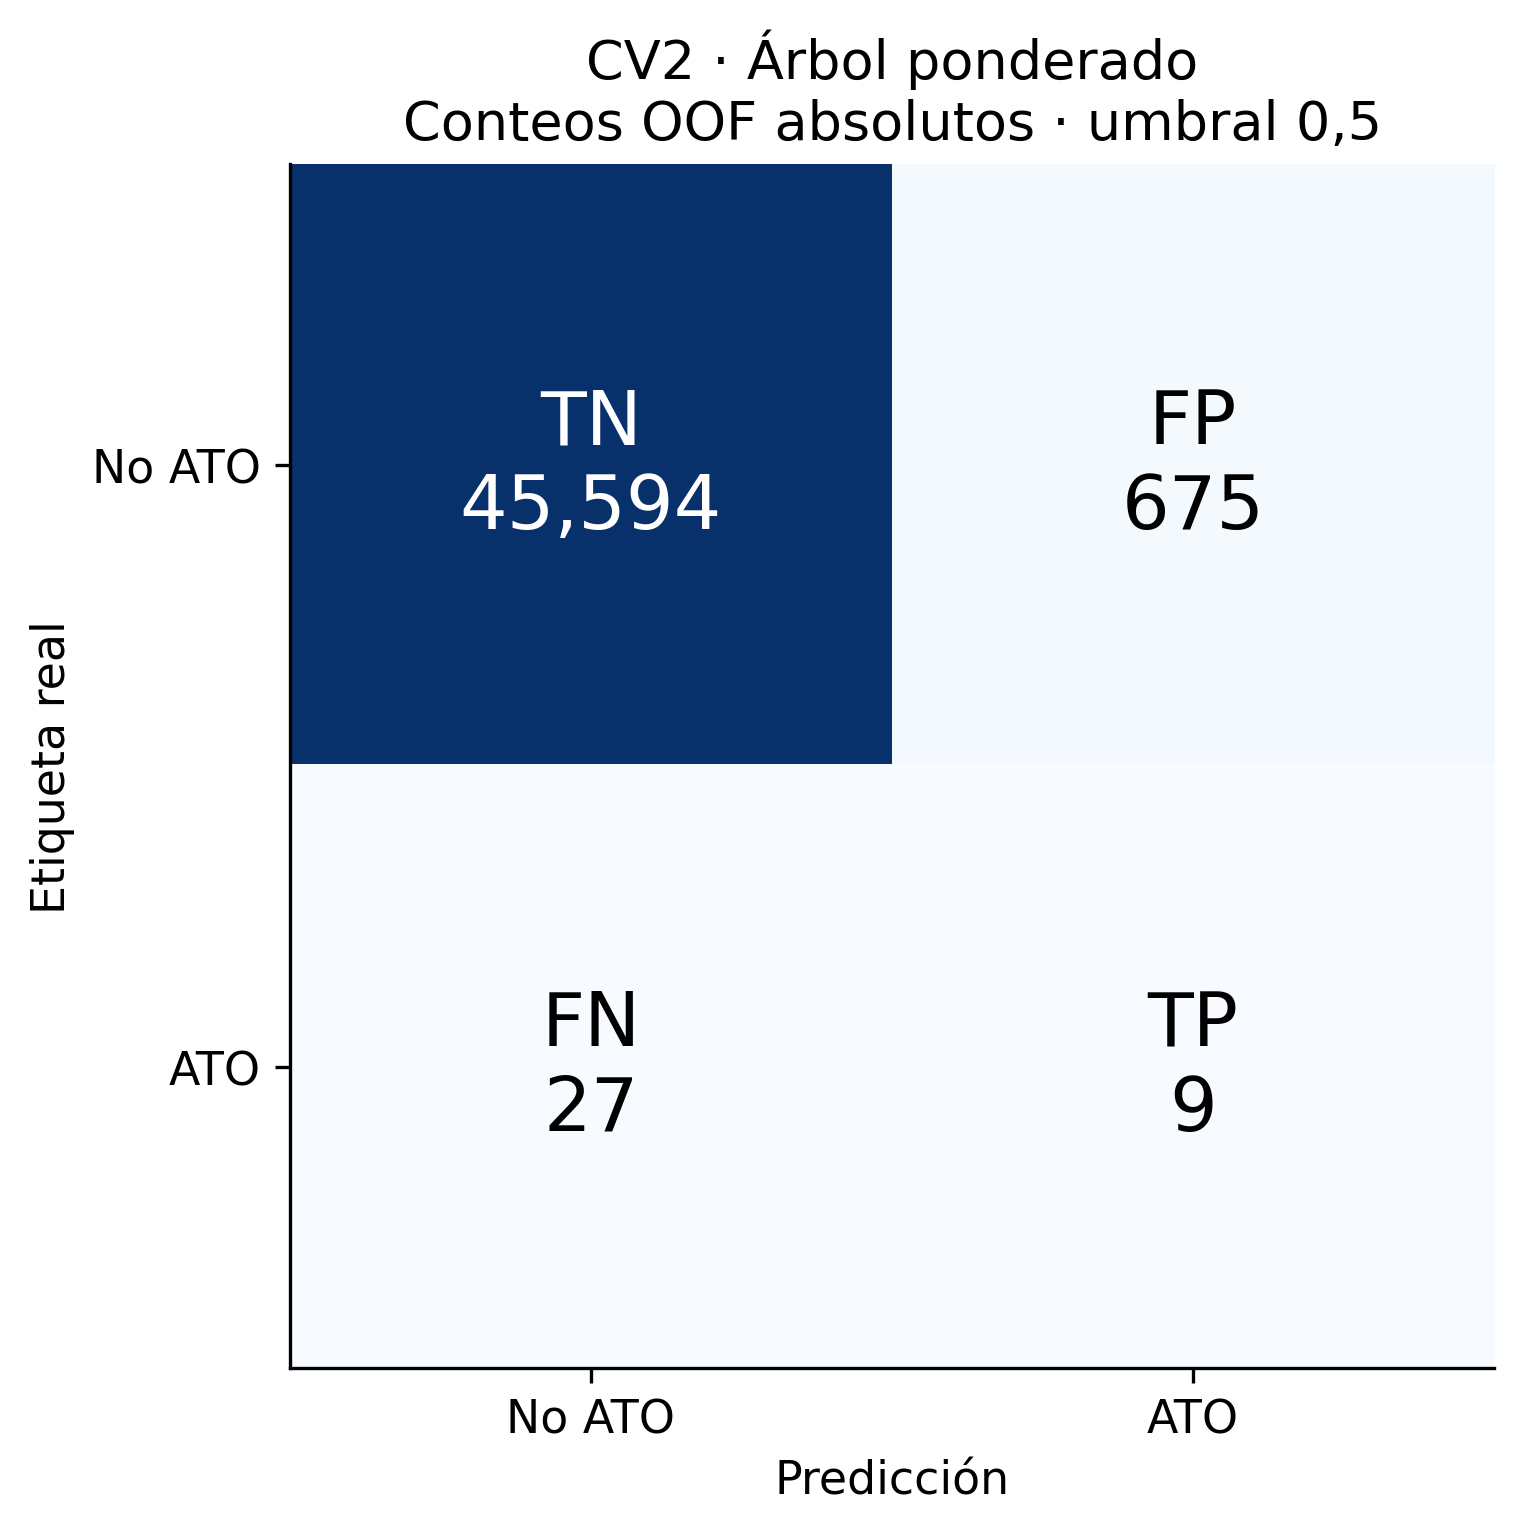 CV2 · Árbol ponderado
Conteos OOF absolutos · umbral 0,5
TN
45,594
FP
675
No ATO
Etiqueta real
FN
27
TP
9
ATO
No ATO
ATO
Predicción